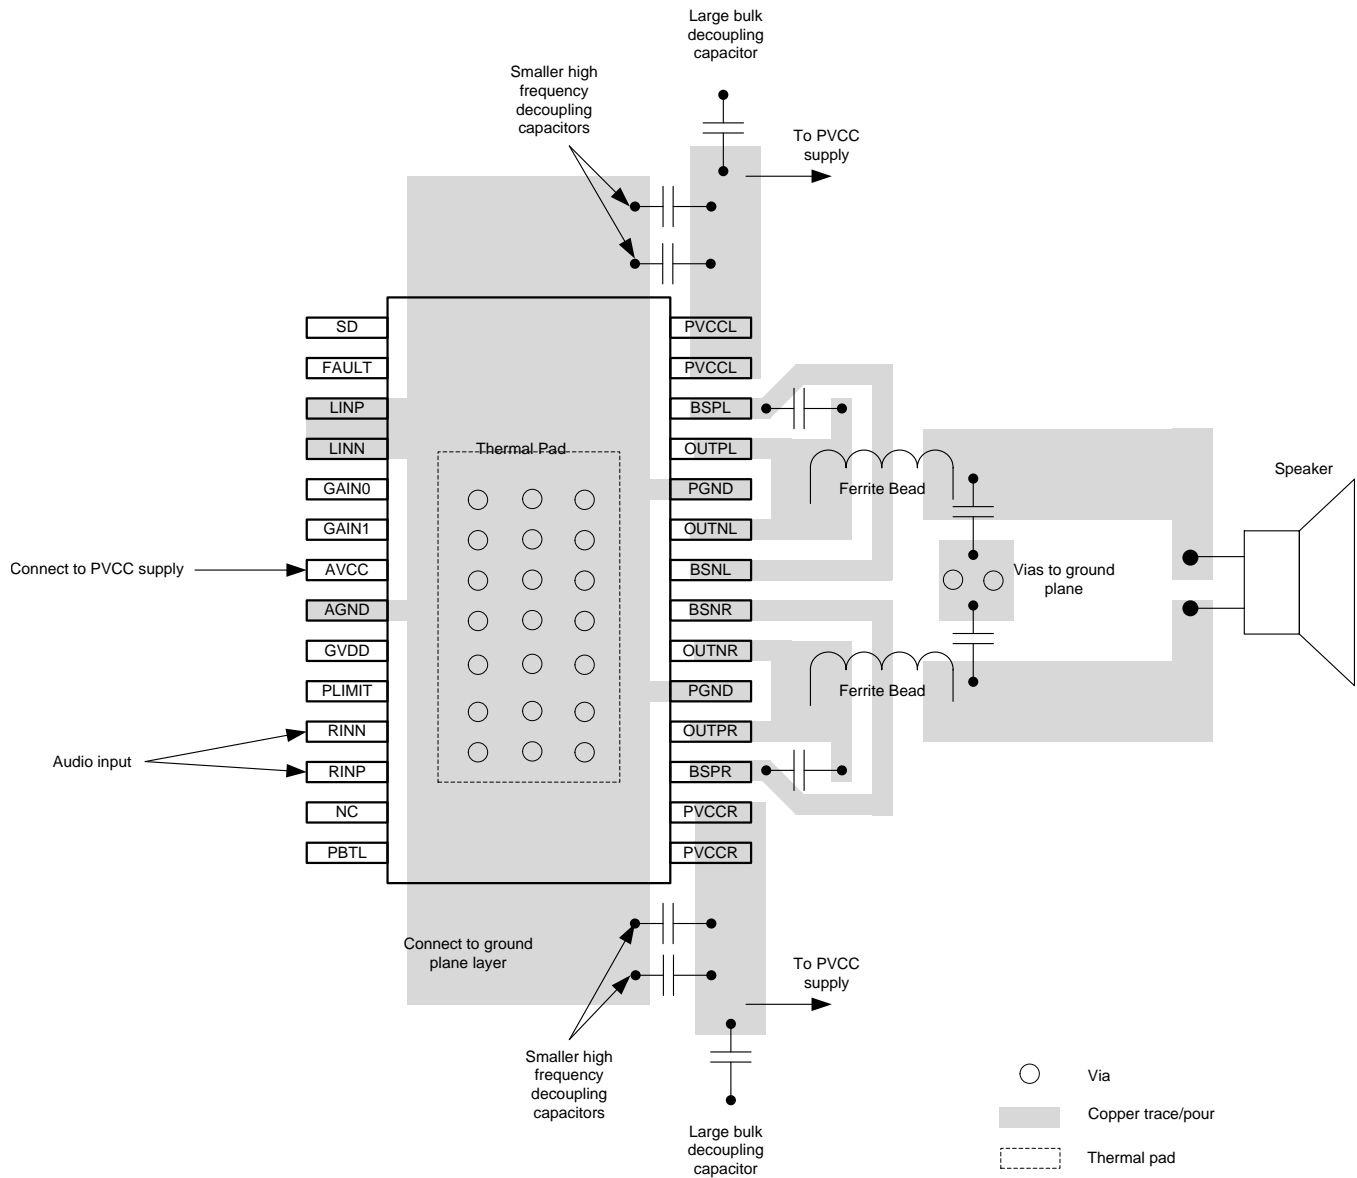 Large bulk
decoupling
capacitor
Smaller high
frequency
decoupling
capacitors
To PVCC
supply
SD
FAULT
LINP
LINN
GAIN0
GAIN1
Connect to PVCC supply
AVCC
AGND
GVDD
PLIMIT
Audio input
RINN
RINP
NC
PBTL
Thermal Pad
PVCCL
PVCCL
BSPL
OUTPL
PGND
OUTNL
BSNL
BSNR
OUTNR
PGND
OUTPR
BSPR
PVCCR
PVCCR
Ferrite Bead
Vias to ground
plane
Ferrite Bead
Speaker
Connect to ground
plane layer
To PVCC
supply
Smaller high
frequency
decoupling
capacitors
Large bulk
decoupling
capacitor
Via
Copper trace/pour
Thermal pad